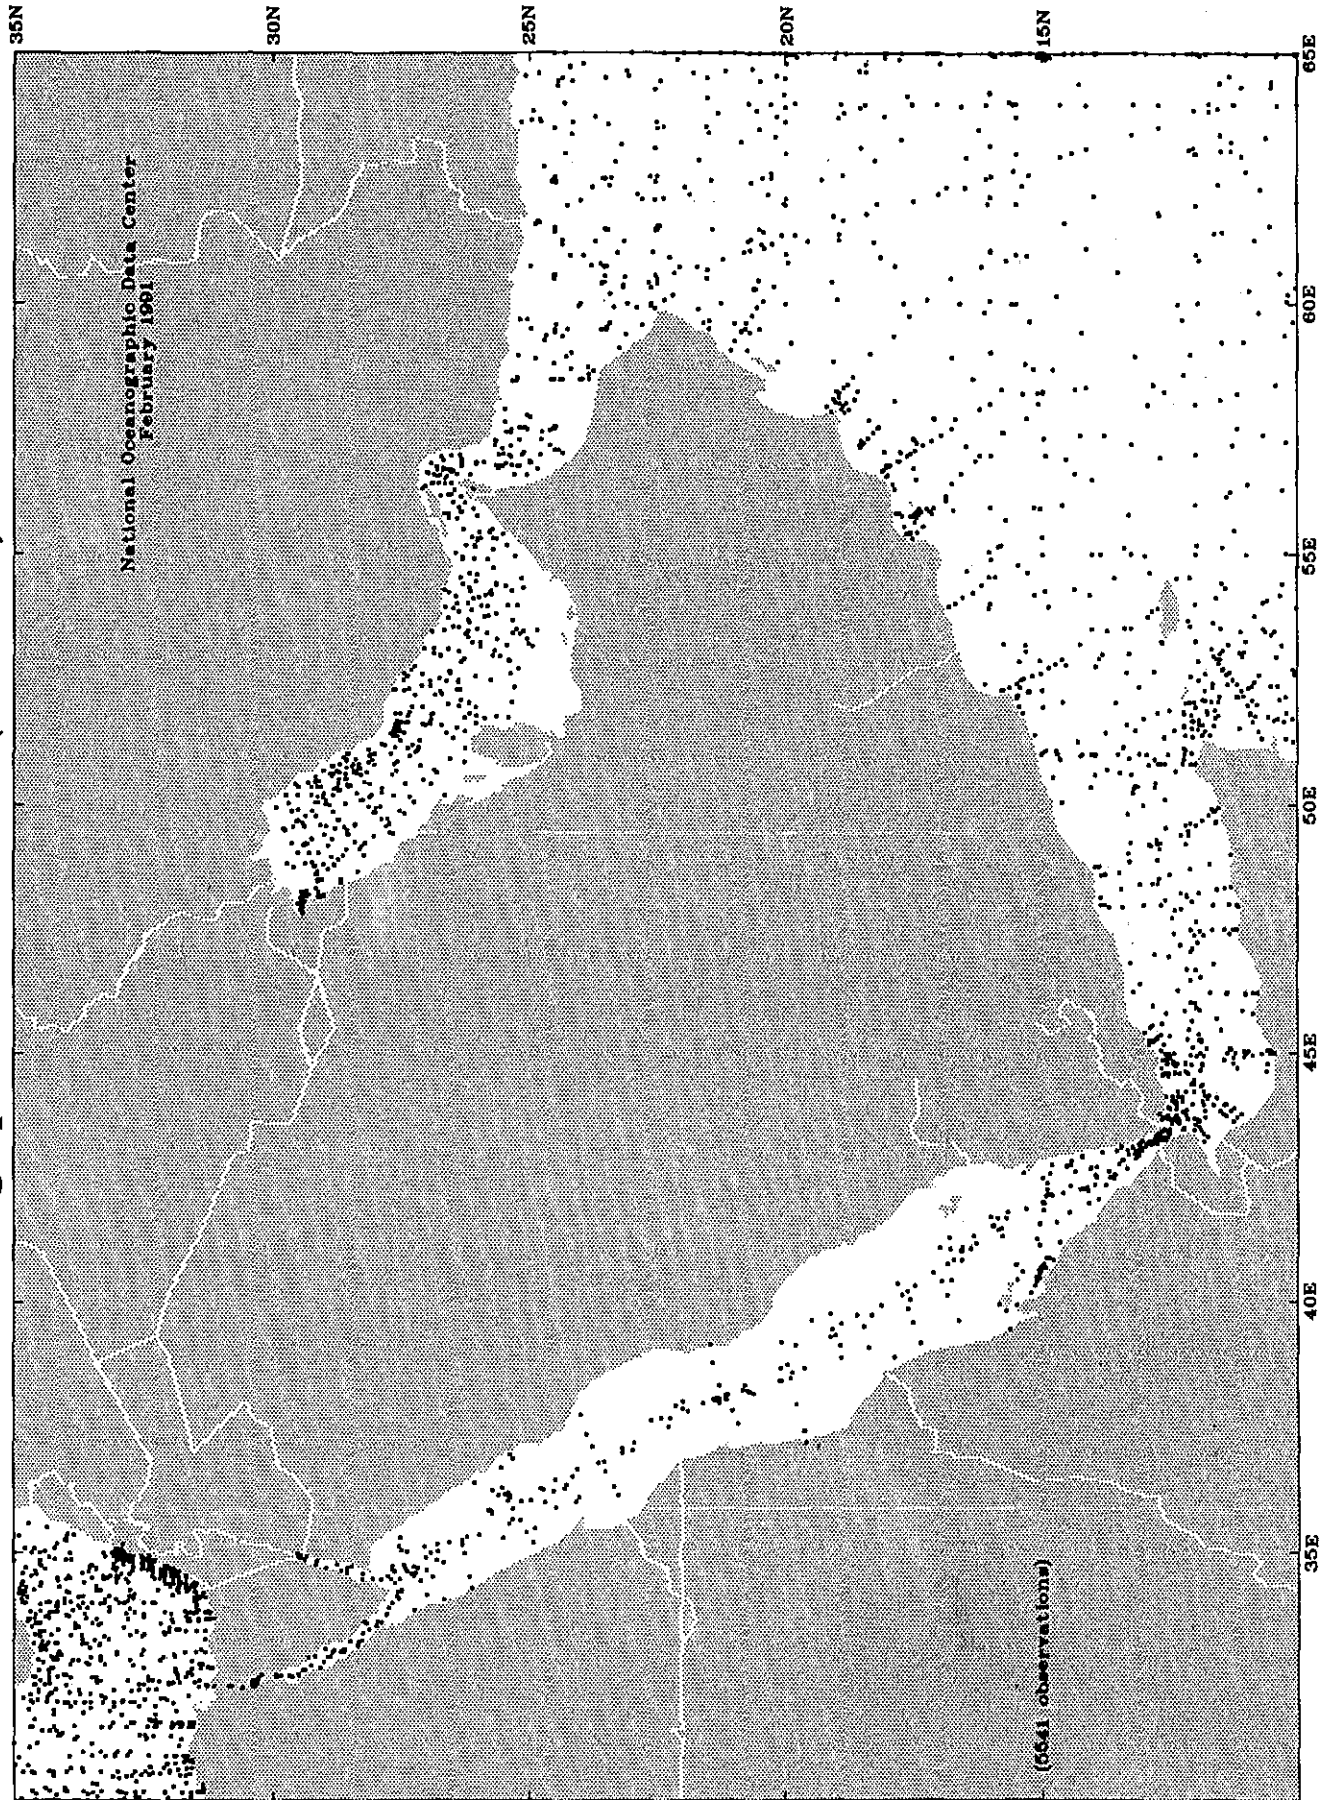 National Oceanographic Data Center
February 1991
35N
30N
25N
20N
15N
65E
60E
55E
50E
45E
40E
35E
(5541 observations)